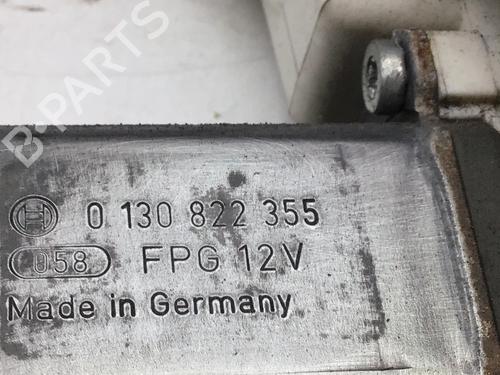 B-PARTS
0 130 822 355
058 FPG 12V
Made in Germany